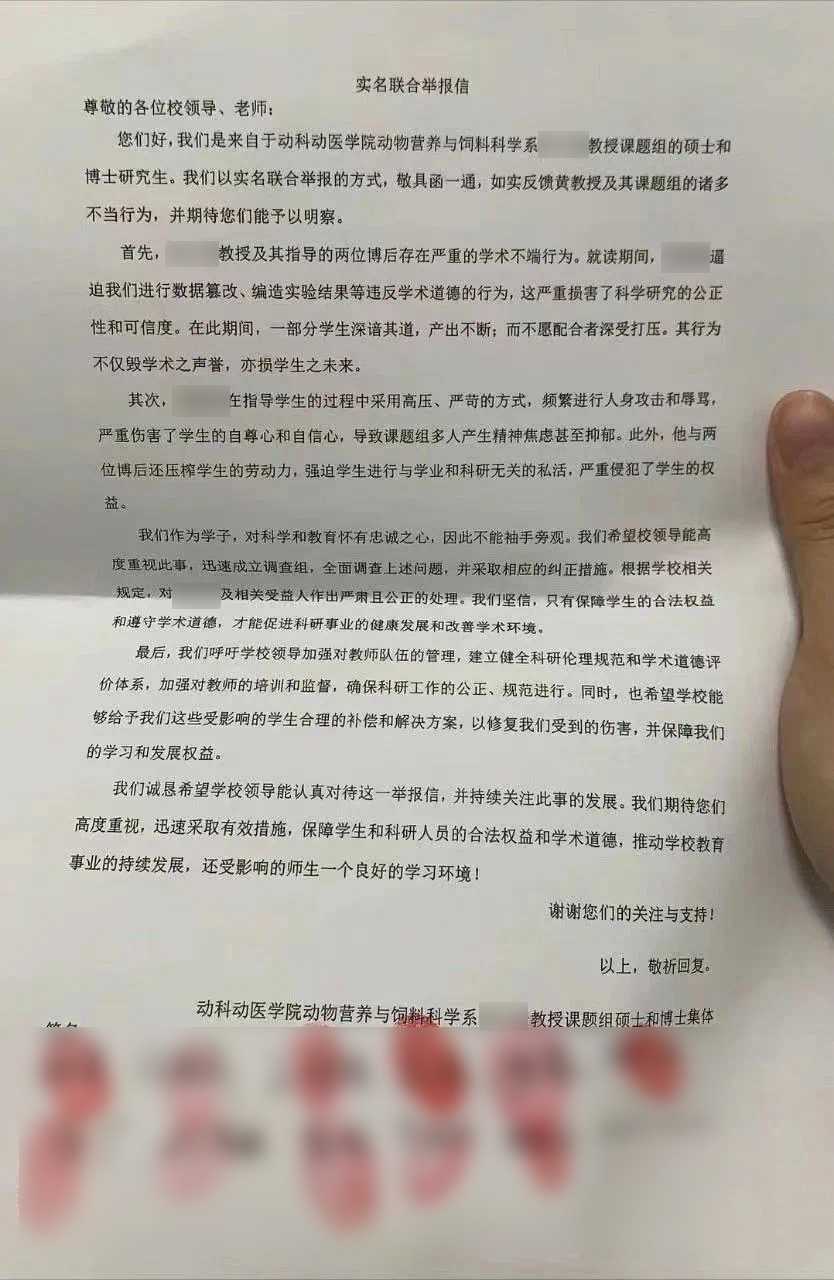 实名联合举报信
尊敬的各位校领导、老师：
您们好，我们是来自于动科动医学院动物营养与饲料科学系教授课题组的硕士和
博士研究生。我们以实名联合举报的方式，敬具函一通，如实反馈黄教授及其课题组的诸多
不当行为，并期待您们能予以明察。
首先，教授及其指导的两位博后存在严重的学术不端行为。就读期间，逼
迫我们进行数据篡改、编造实验结果等违反学术道德的行为，这严重损害了科学研究的公正
性和可信度。在此期间，一部分学生深谙其道，产出不断；而不愿配合者深受打压。其行为
不仅毁学术之声誉，亦损学生之未来。
其次，在指导学生的过程中采用高压、严苛的方式，频繁进行人身攻击和辱骂，
严重伤害了学生的自尊心和自信心，导致课题组多人产生精神焦虑甚至抑郁。此外，他与两
位博后还压榨学生的劳动力，强迫学生进行与学业和科研无关的私活，严重侵犯了学生的权
益。
我们作为学子，对科学和教育怀有忠诚之心，因此不能袖手旁观。我们希望校领导能高
度重视此事，迅速成立调查组，全面调查上述问题，并采取相应的纠正措施。根据学校相关
规定，对及相关受益人作出严肃且公正的处理。我们坚信，只有保障学生的合法权益
和遵守学术道德，才能促进科研事业的健康发展和改善学术环境。
最后，我们呼吁学校领导加强对教师队伍的管理，建立健全科研伦理规范和学术道德评
价体系，加强对教师的培训和监督，确保科研工作的公正、规范进行。同时，也希望学校能
够给予我们这些受影响的学生合理的补偿和解决方案，以修复我们受到的伤害，并保障我们
的学习和发展权益。
我们诚恳希望学校领导能认真对待这一举报信，并持续关注此事的发展。我们期待您们
高度重视，迅速采取有效措施，保障学生和科研人员的合法权益和学术道德，推动学校教育
事业的持续发展，还受影响的师生一个良好的学习环境！
谢谢您们的关注与支持！
以上，敬祈回复。
动科动医学院动物营养与饲料科学系教授课题组硕士和博士集体